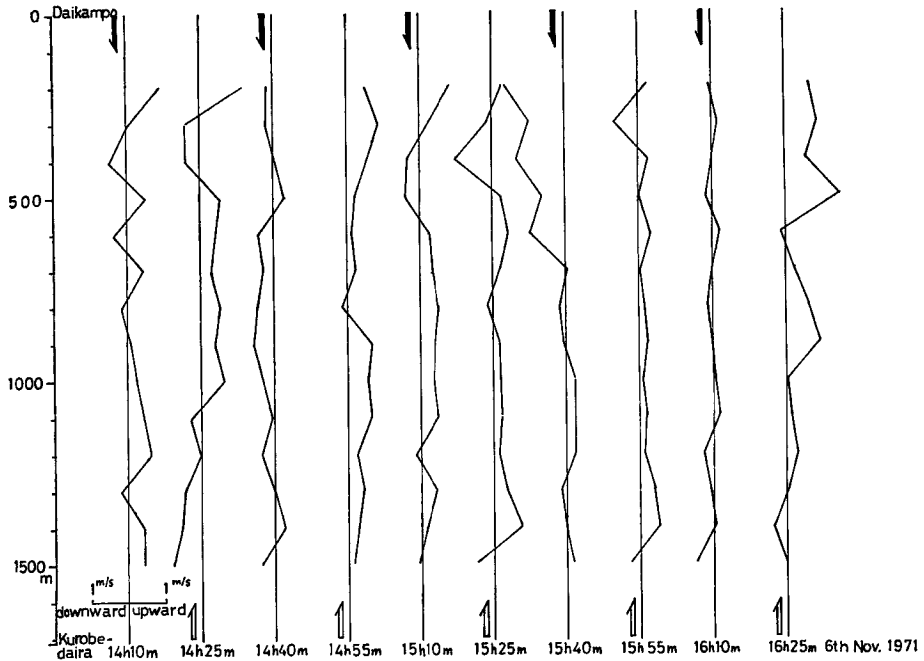 0 Daikampo
500
1000
1500
m
1 m/s 1 m/s
downward upward
Kurobe-
daira 14h10m 14h25m 14h40m 14h55m 15h10m 15h25m 15h40m 15h55m 16h10m 16h25m 6th Nov. 1971